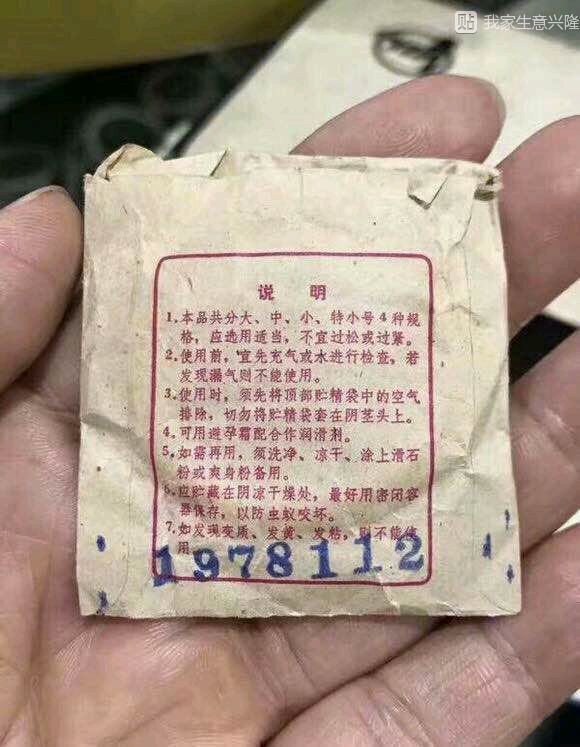 贴 我家生意兴隆
说 明
1、本品共分大、中、小、特小号4种规
格，应选用适当，不宜过松或过紧。
2、使用前，宜先充气或水进行检查，若
发现漏气则不能使用。
3、使用时，须先将顶部贮精袋中的空气
排除，切勿将贮精袋套在阴茎头上。
4、可用避孕霜配合作润滑剂。
5、如需再用，须洗净、凉干、涂上滑石
粉或爽身粉备用。
6、应贮藏在阴凉干燥处，最好用密闭容
器保存，以防虫蚁咬坏。
7、如发现变质、发黄、发粘，则不能使
用。
1978112